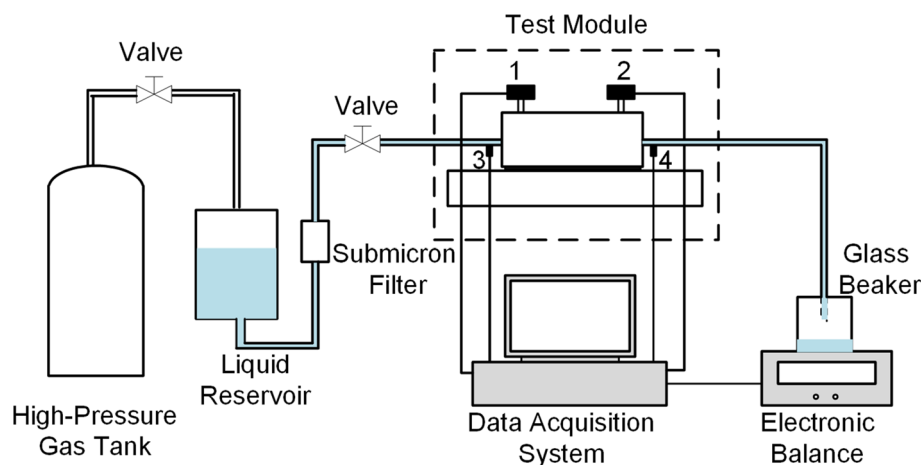 Test Module
Valve
1
2
Valve
3
4
Submicron
Filter
Glass
Beaker
Liquid
Reservoir
High-Pressure
Gas Tank
Data Acquisition
System
Electronic
Balance